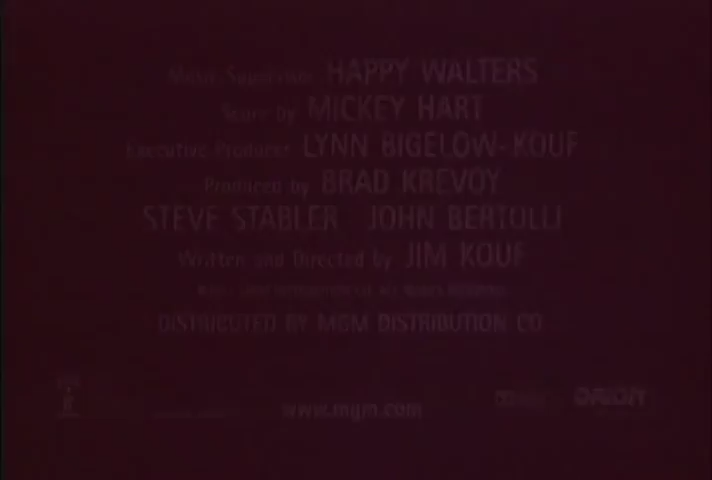 Music Supervisor HAPPY WALTERS
Score by MICKEY HART
Executive Producer LYNN BIGELOW-KOUF
Produced by BRAD KREVOY
STEVE STABLER JOHN BERTOLLI
Written and Directed by JIM KOUF
DISTRIBUTED BY MGM DISTRIBUTION CO
www.mgm.com
ORION